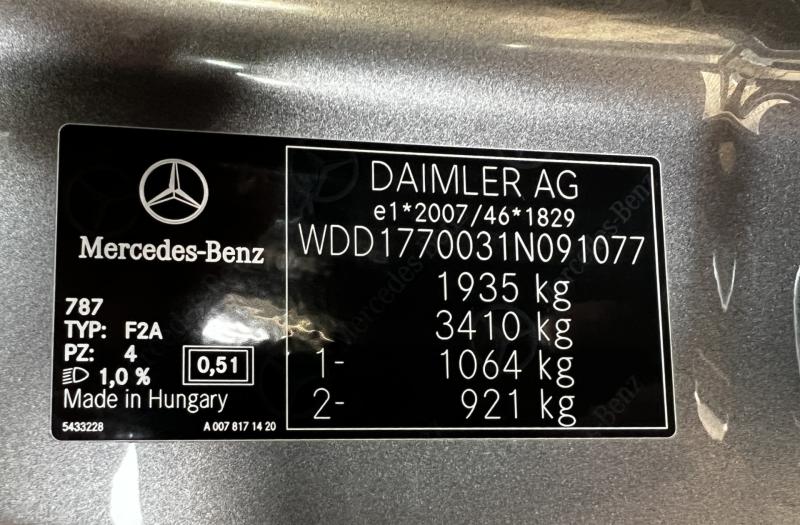 Mercedes-Benz
787
TYP: F2A
PZ: 4
1,0 %
0,51
Made in Hungary
5433228
A 007 817 14 20
DAIMLER AG
e1*2007/46*1829
WDD1770031N091077
1935 kg
3410 kg
1- 1064 kg
2- 921 kg